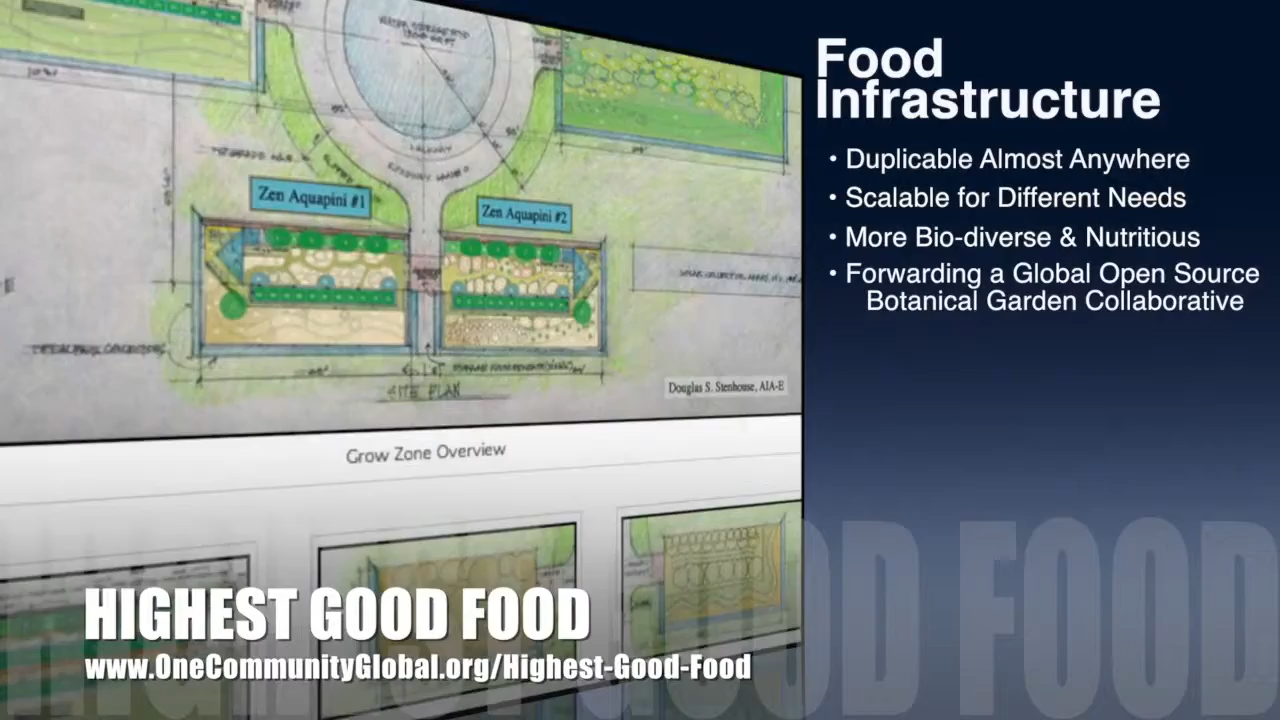 Food
Infrastructure
• Duplicable Almost Anywhere
• Scalable for Different Needs
• More Bio-diverse & Nutritious
• Forwarding a Global Open Source
Botanical Garden Collaborative
Zen Aquapini #1
Zen Aquapini #2
SITE PLAN
Douglas S. Stenhouse, AIA-E
Grow Zone Overview
HIGHEST GOOD FOOD
www.OneCommunityGlobal.org/Highest-Good-Food
HIGHEST GOOD FOOD